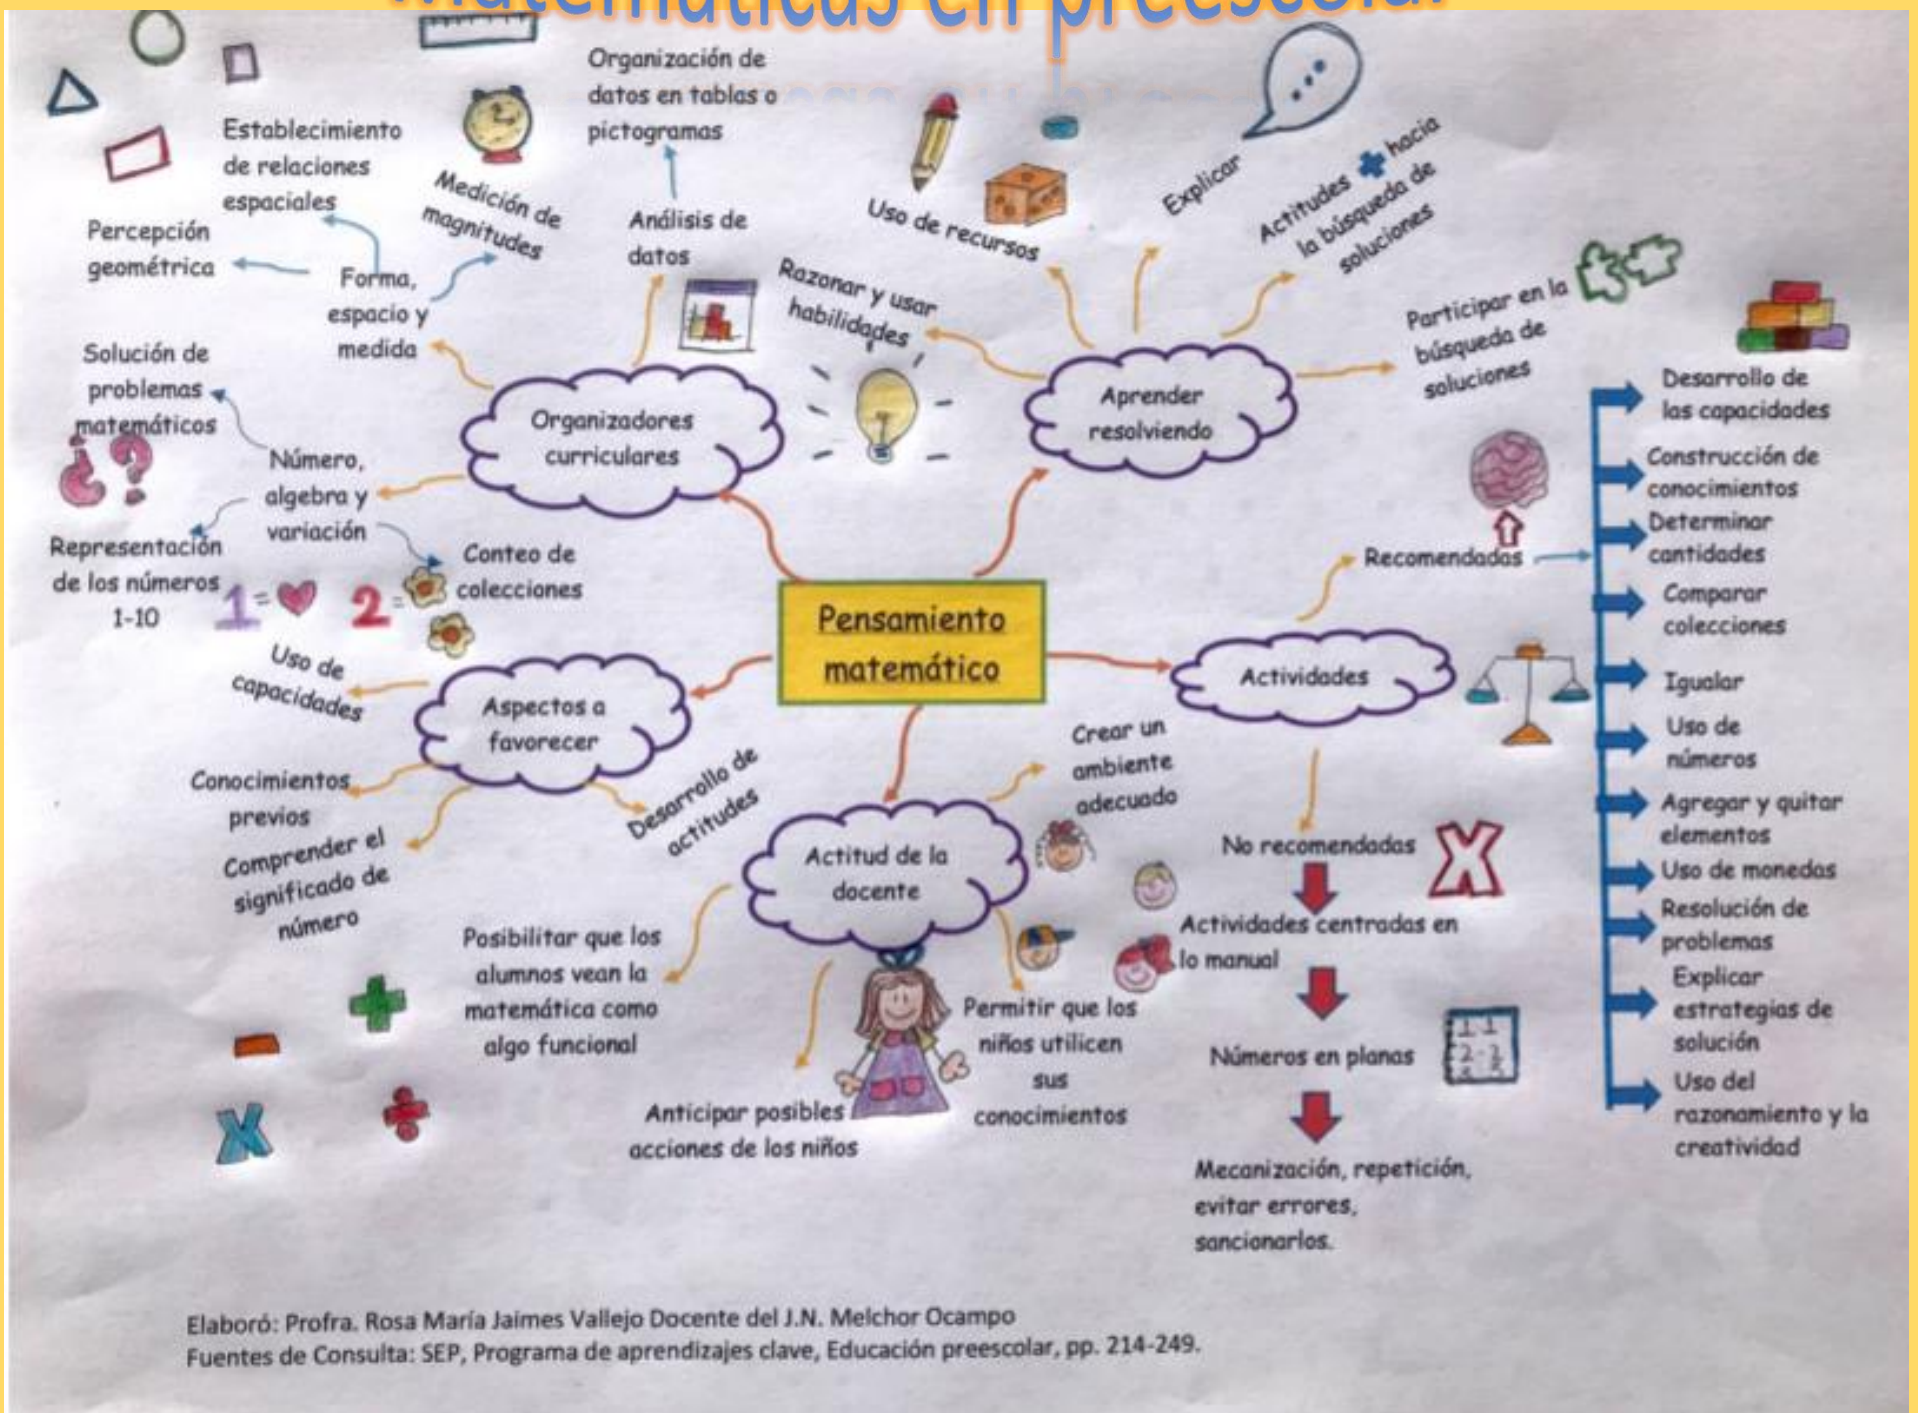 Matemáticas en preescolar
Organización de
datos en tablas o
pictogramas
Establecimiento
de relaciones
espaciales
Medición de
magnitudes
Análisis de
datos
Percepción
geométrica
Forma,
espacio y
medida
Solución de
problemas
matemáticos
¿?
Organizadores
curriculares
Número,
algebra y
variación
Representación
de los números
1-10
1=
2=
Conteo de
colecciones
Uso de recursos
Explicar
Actitudes + hacia
la búsqueda de
soluciones
Razonar y usar
habilidades
Participar en la
búsqueda de
soluciones
Aprender
resolviendo
Pensamiento
matemático
Recomendadas
Actividades
Desarrollo de
las capacidades
Construcción de
conocimientos
Determinar
cantidades
Comparar
colecciones
Igualar
Uso de
números
Agregar y quitar
elementos
Uso de monedas
Resolución de
problemas
Explicar
estrategias de
solución
Uso del
razonamiento y la
creatividad
Uso de
capacidades
Aspectos a
favorecer
Conocimientos
previos
Comprender el
significado de
número
Desarrollo de
actitudes
Crear un
ambiente
adecuado
Actitud de la
docente
Posibilitar que los
alumnos vean la
matemática como
algo funcional
Anticipar posibles
acciones de los niños
Permitir que los
niños utilicen
sus
conocimientos
No recomendadas
X
Actividades centradas en
lo manual
Números en planas
1 1
2 2
Mecanización, repetición,
evitar errores,
sancionarlos.
+
-
x
÷
Elaboró: Profra. Rosa María Jaimes Vallejo Docente del J.N. Melchor Ocampo
Fuentes de Consulta: SEP, Programa de aprendizajes clave, Educación preescolar, pp. 214-249.